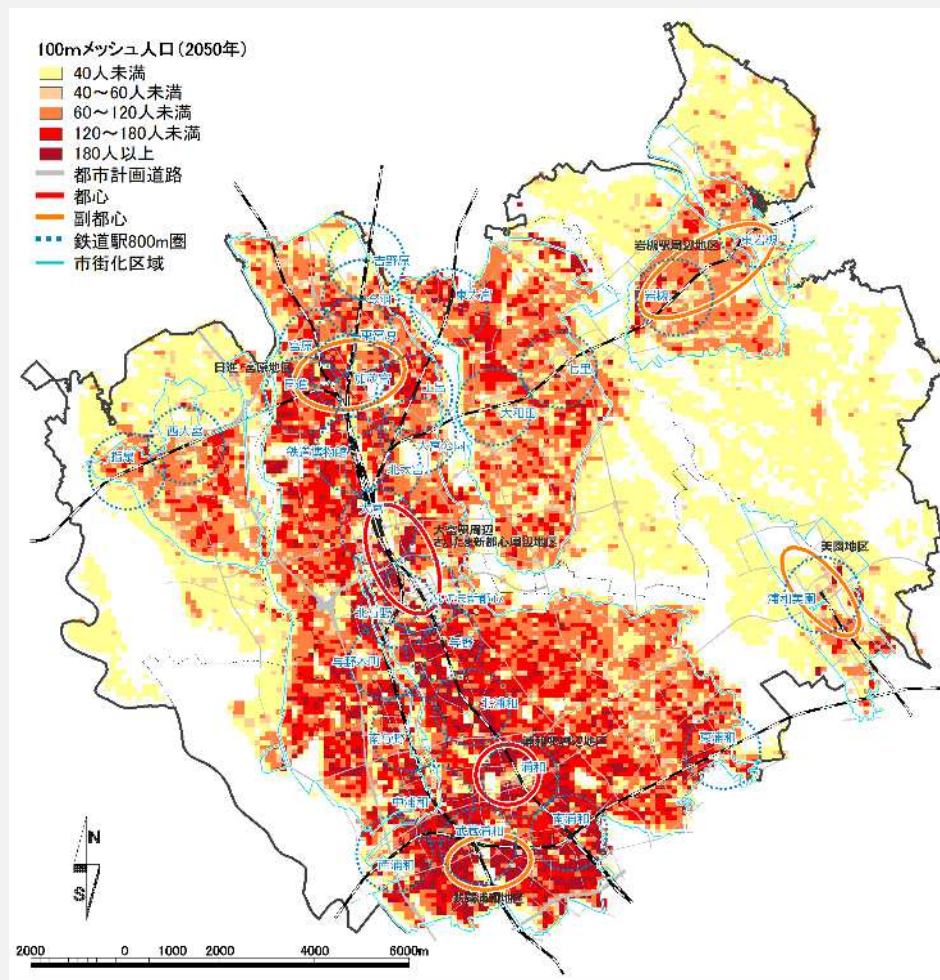 100mメッシュ人口(2050年)
40人未満
40～60人未満
60～120人未満
120～180人未満
180人以上
都市計画道路
都心
副都心
鉄道駅800m圏
市街化区域
吉野原
今羽
東大宮
岩槻駅周辺地区
東岩槻
岩槻
宮原
東宮原
日進・宮原地区
日進
加茂宮
土呂
七里
大和田
西大宮
指扇
鉄道博物館
大宮公園
北大宮
大宮
大宮駅周辺
さいたま新都心周辺地区
さいたま新都心
北与野
与野
与野本町
美園地区
浦和美園
北浦和
南与野
浦和駅周辺地区
浦和
東浦和
中浦和
武蔵浦和
南浦和
西浦和
武蔵浦和地区
N
S
2000 0 1000 2000 4000 6000m